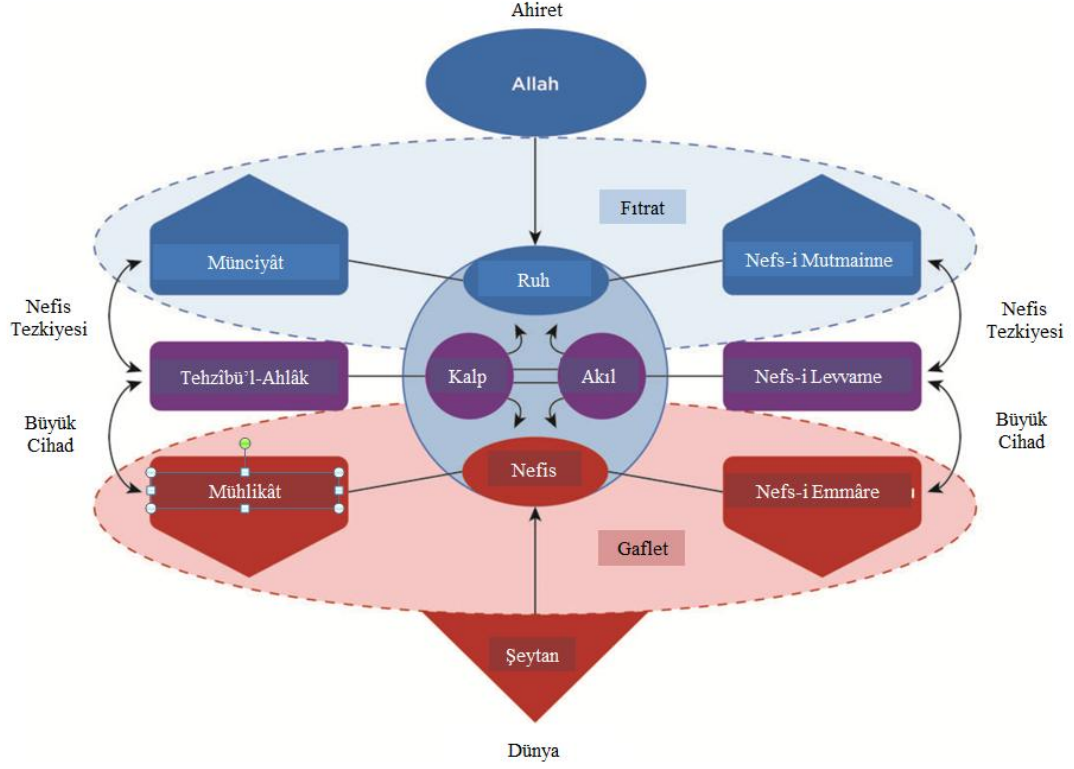 Ahiret
Allah
Fıtrat
Münciyât
Ruh
Nefs-i Mutmainne
Nefis
Tezkiyesi
Nefis
Tezkiyesi
Tehzîbü’l-Ahlâk
Kalp
Akıl
Nefs-i Levvame
Büyük
Cihad
Büyük
Cihad
Mühlikât
Nefis
Nefs-i Emmâre
Gaflet
Şeytan
Dünya